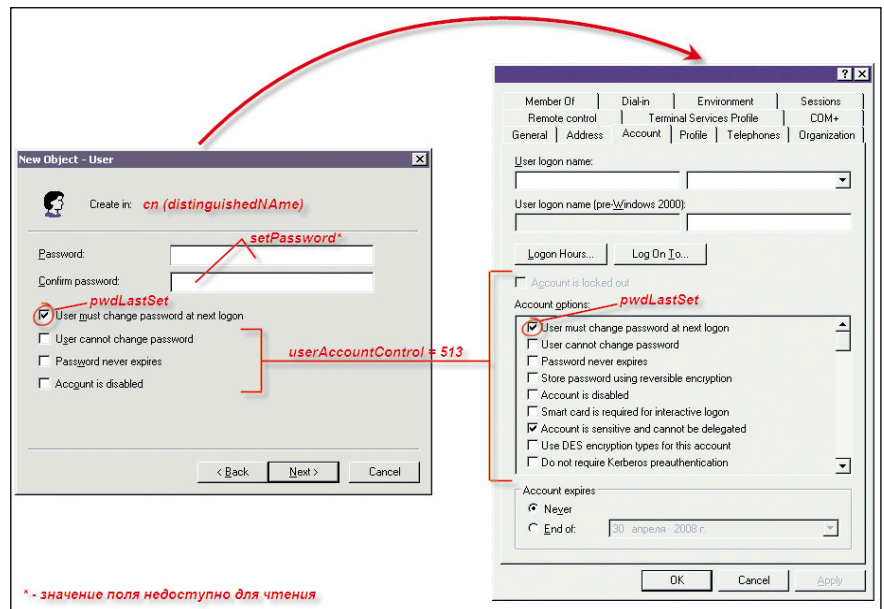 New Object - User
Create in: cn (distinguishedNAme)
setPassword*
Password:
Confirm password:
pwdLastSet
User must change password at next logon
User cannot change password
Password never expires
Account is disabled
userAccountControl = 513
< Back
Next >
Cancel
Member Of
Dial-in
Environment
Sessions
Remote control
Terminal Services Profile
COM+
General
Address
Account
Profile
Telephones
Organization
User logon name:
User logon name (pre-Windows 2000):
Logon Hours...
Log On To...
Account is locked out
Account options:
pwdLastSet
User must change password at next logon
User cannot change password
Password never expires
Store password using reversible encryption
Account is disabled
Smart card is required for interactive logon
Account is sensitive and cannot be delegated
Use DES encryption types for this account
Do not require Kerberos preauthentication
Account expires
Never
End of:
30 апреля 2008 г.
OK
Cancel
Apply
* - значение поля недоступно для чтения